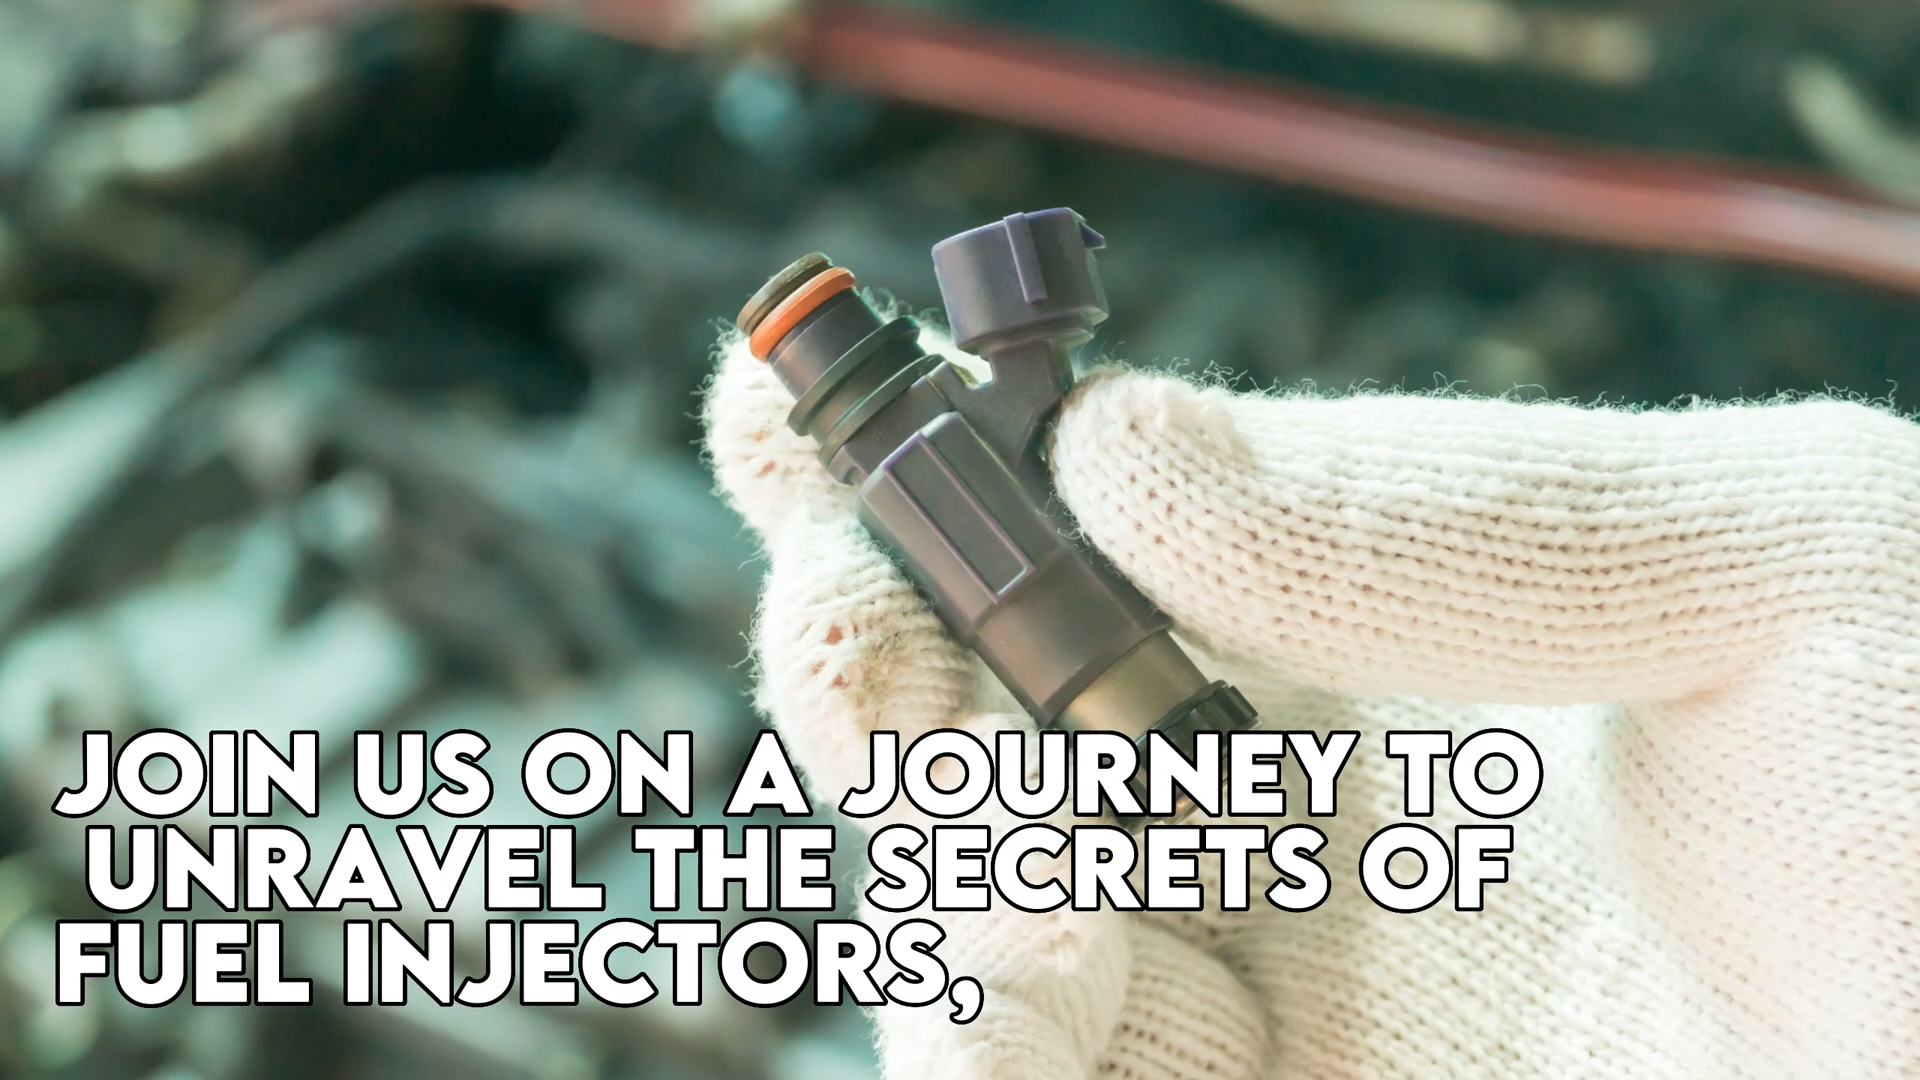 JOIN US ON A JOURNEY TO
UNRAVEL THE SECRETS OF
FUEL INJECTORS,